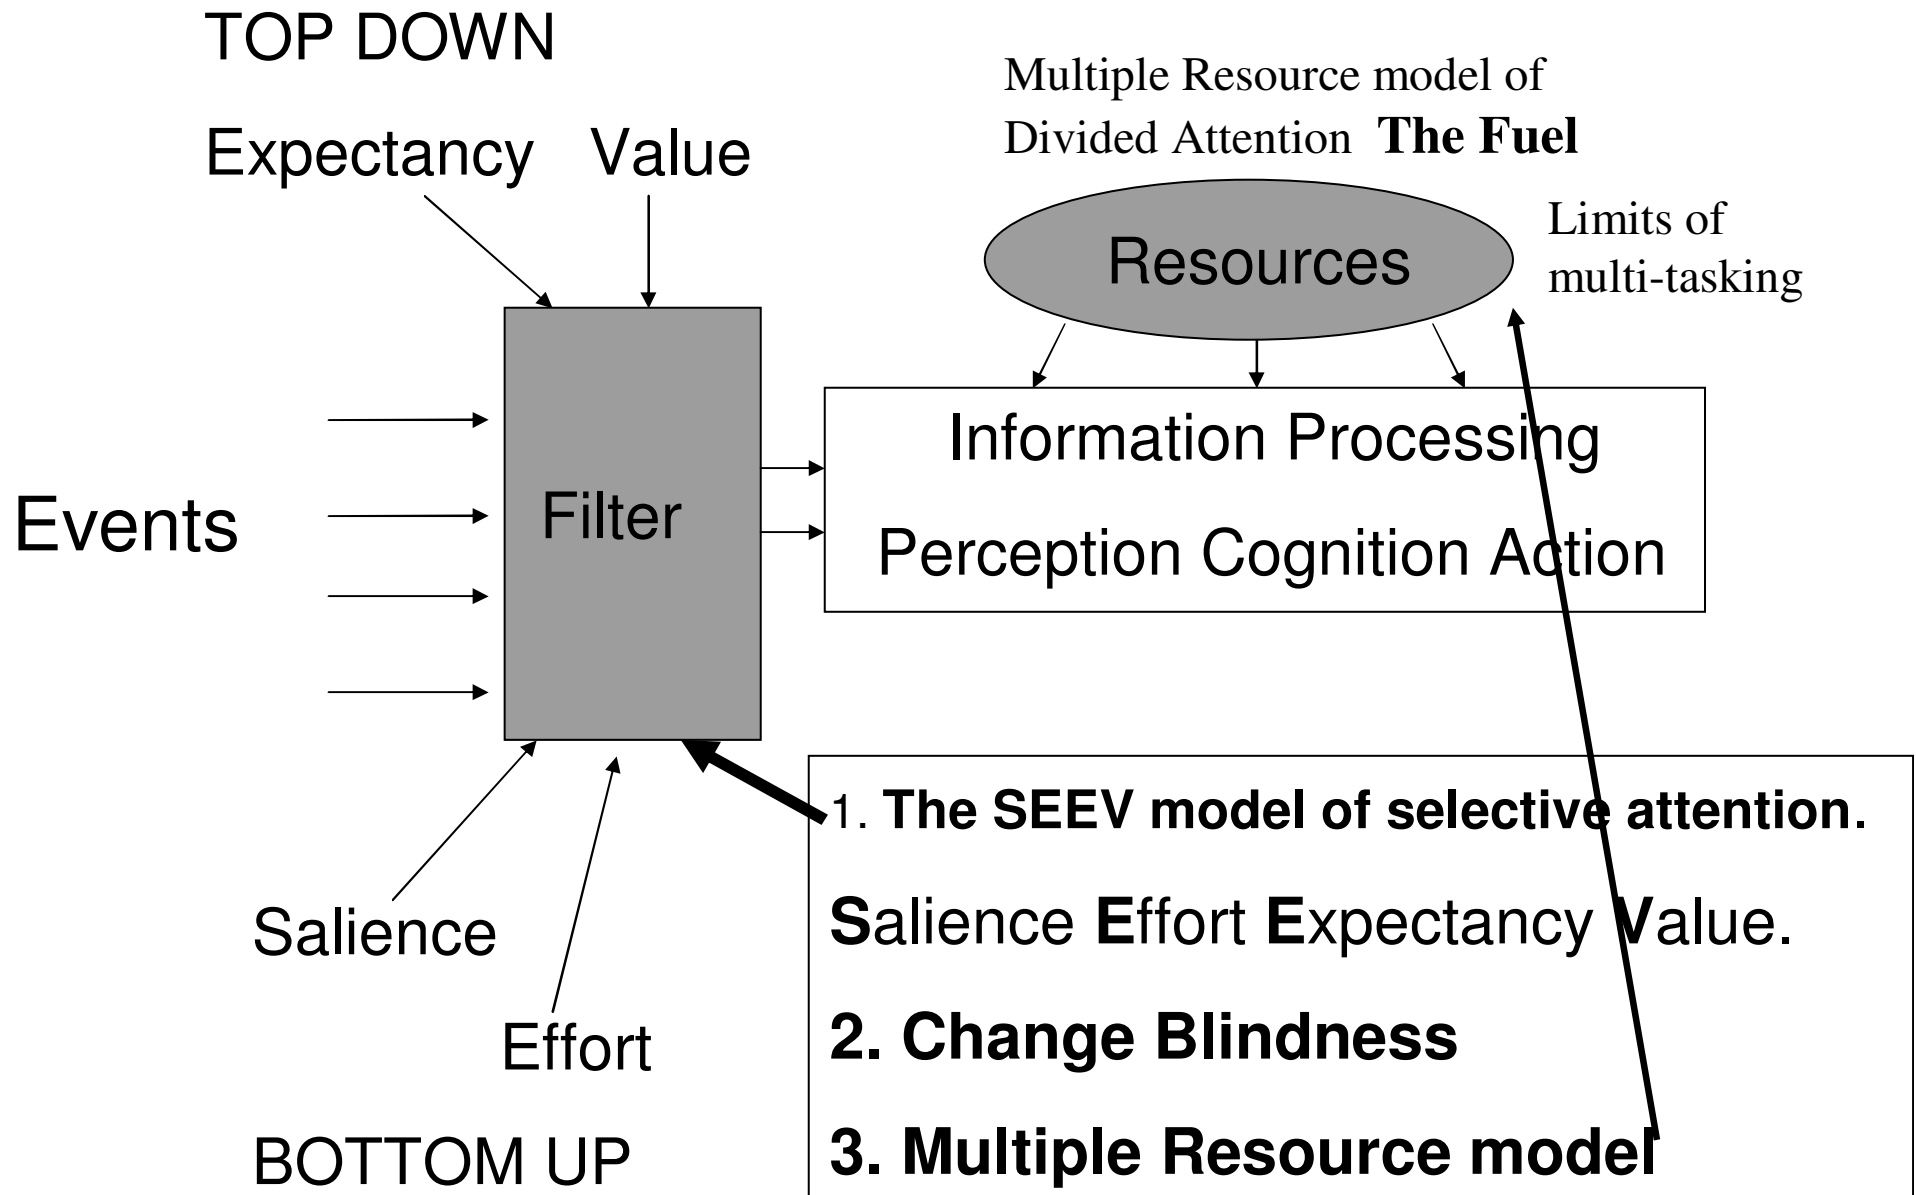 TOP DOWN
Expectancy Value
Multiple Resource model of
Divided Attention The Fuel
Resources
Limits of
multi-tasking
Events
Filter
Information Processing
Perception Cognition Action
Salience
Effort
BOTTOM UP
1. The SEEV model of selective attention.
Salience Effort Expectancy Value.
2. Change Blindness
3. Multiple Resource model